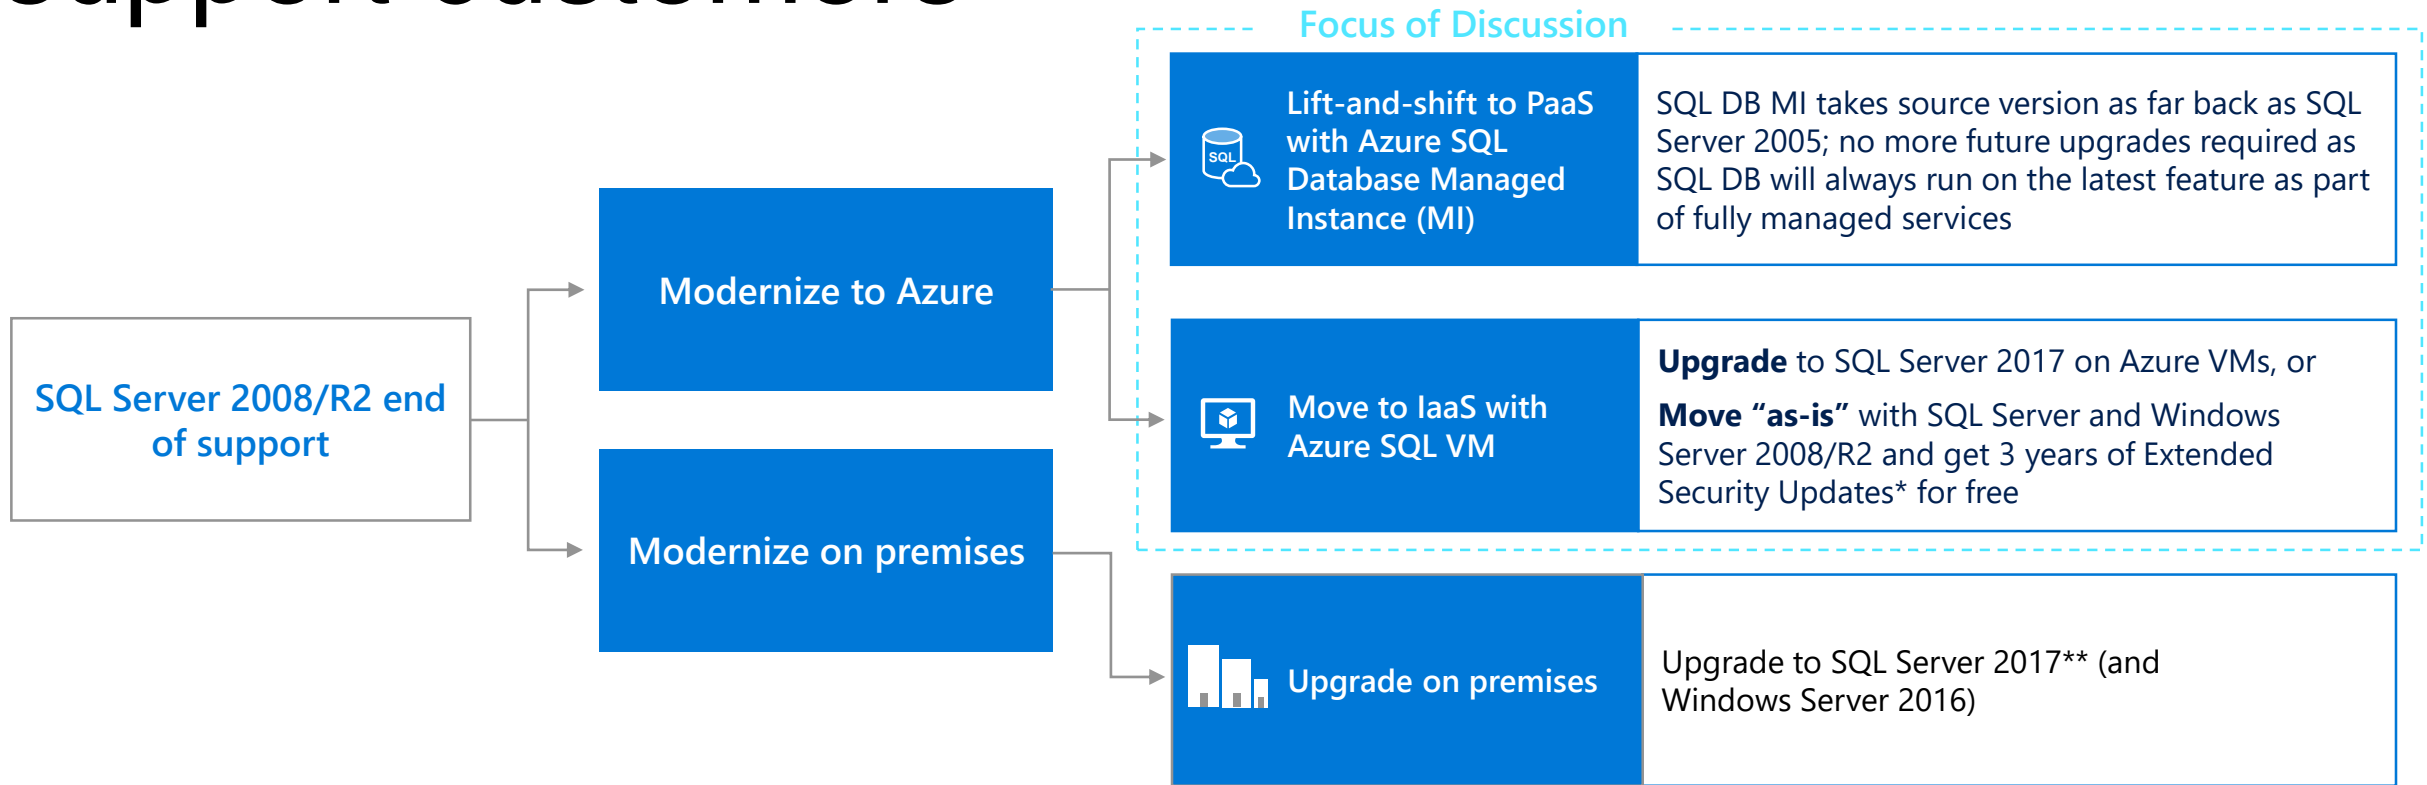 support customers
Focus of Discussion
Lift-and-shift to PaaS
with Azure SQL
Database Managed
Instance (MI)
SQL
SQL DB MI takes source version as far back as SQL
Server 2005; no more future upgrades required as
SQL DB will always run on the latest feature as part
of fully managed services
Modernize to Azure
SQL Server 2008/R2 end
of support
Move to IaaS with
Azure SQL VM
Upgrade to SQL Server 2017 on Azure VMs, or
Move “as-is” with SQL Server and Windows
Server 2008/R2 and get 3 years of Extended
Security Updates* for free
Modernize on premises
Upgrade on premises
Upgrade to SQL Server 2017** (and
Windows Server 2016)